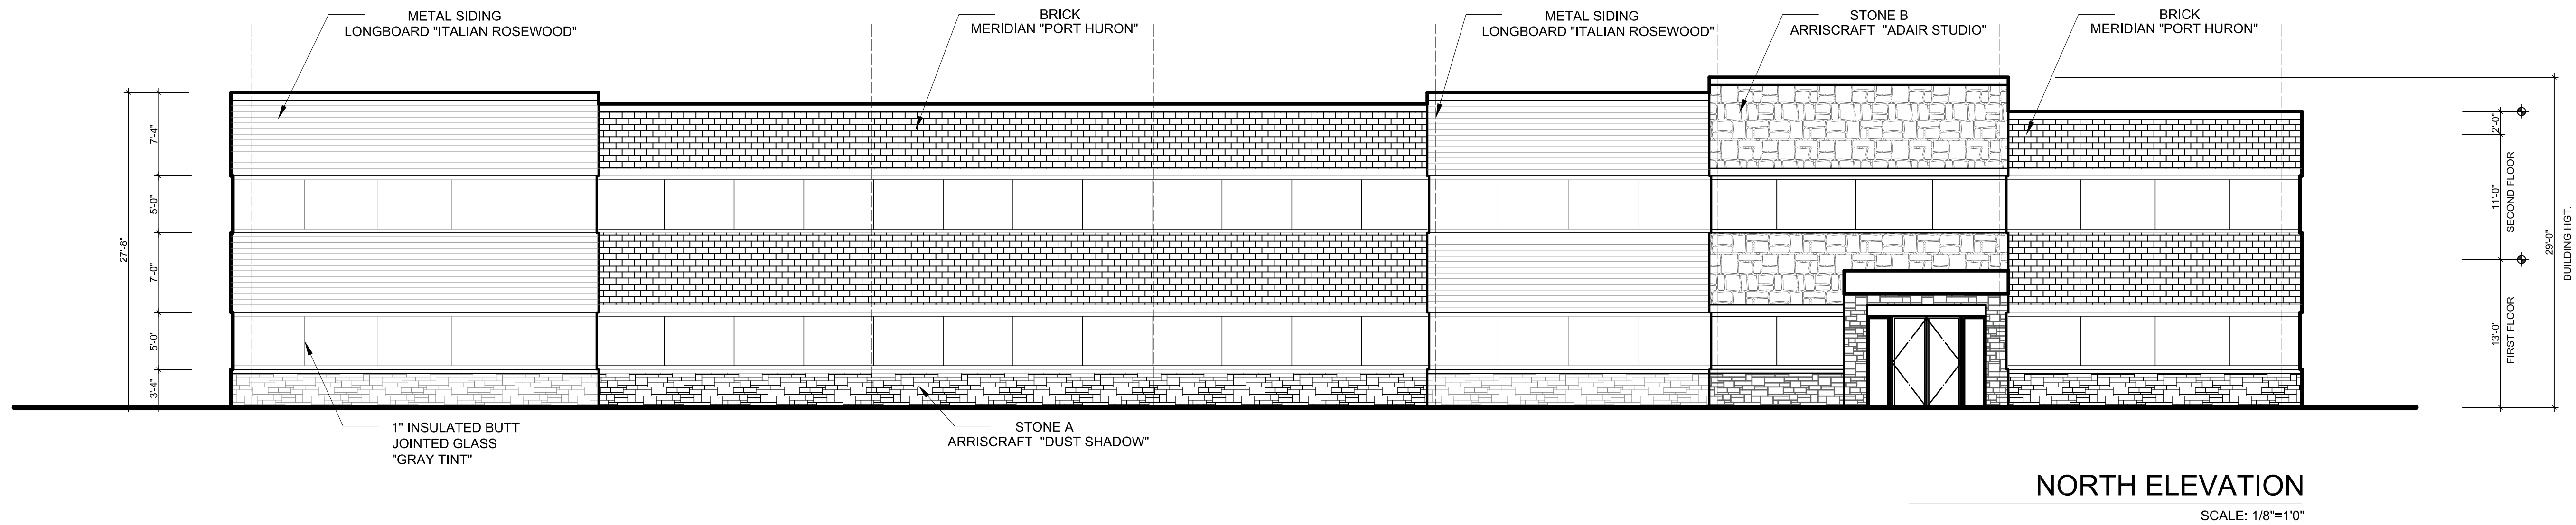 METAL SIDING
LONGBOARD "ITALIAN ROSEWOOD"
BRICK
MERIDIAN "PORT HURON"
METAL SIDING
LONGBOARD "ITALIAN ROSEWOOD"
STONE B
ARRISCRAFT "ADAIR STUDIO"
BRICK
MERIDIAN "PORT HURON"
27'-8"
7'-4"
5'-0"
7'-0"
5'-0"
3'-4"
2'-0"
11'-0"
SECOND FLOOR
13'-0"
FIRST FLOOR
29'-0"
BUILDING HGT.
1" INSULATED BUTT
JOINTED GLASS
"GRAY TINT"
STONE A
ARRISCRAFT "DUST SHADOW"
NORTH ELEVATION
SCALE: 1/8"=1'0"